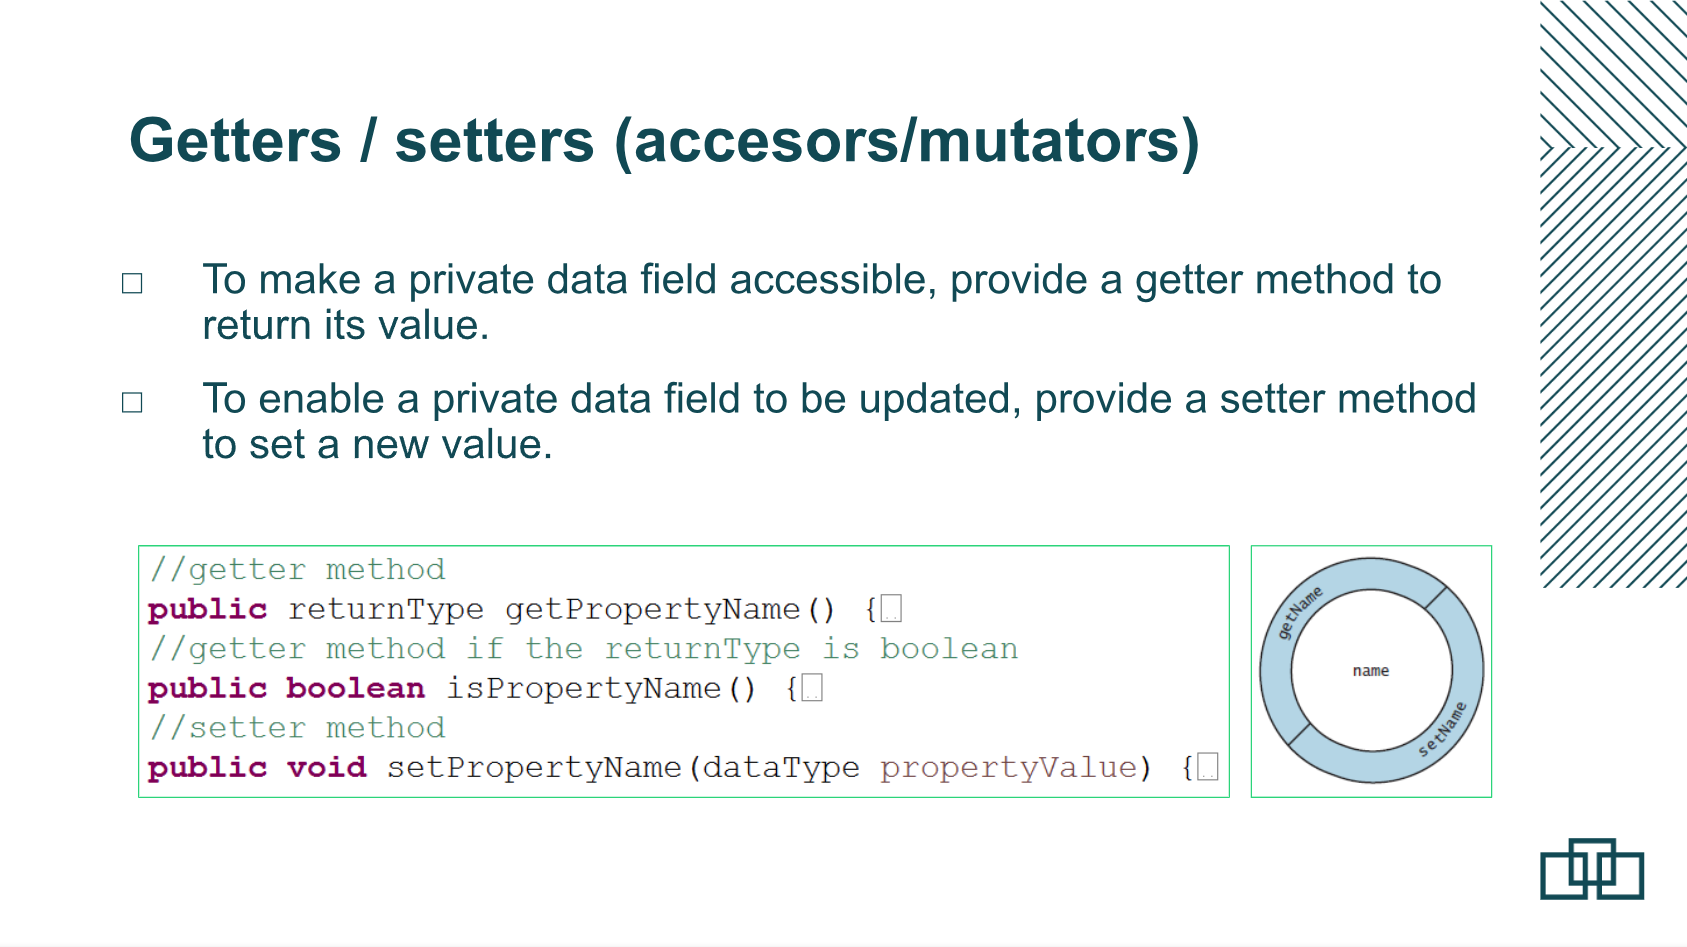 Getters / setters (accesors/mutators)
To make a private data field accessible, provide a getter method to
return its value.
To enable a private data field to be updated, provide a setter method
to set a new value.
//getter method
public returnType getPropertyName() {
//getter method if the returnType is boolean
public boolean isPropertyName() {
//setter method
public void setPropertyName(dataType propertyValue) {
getName
name
setName